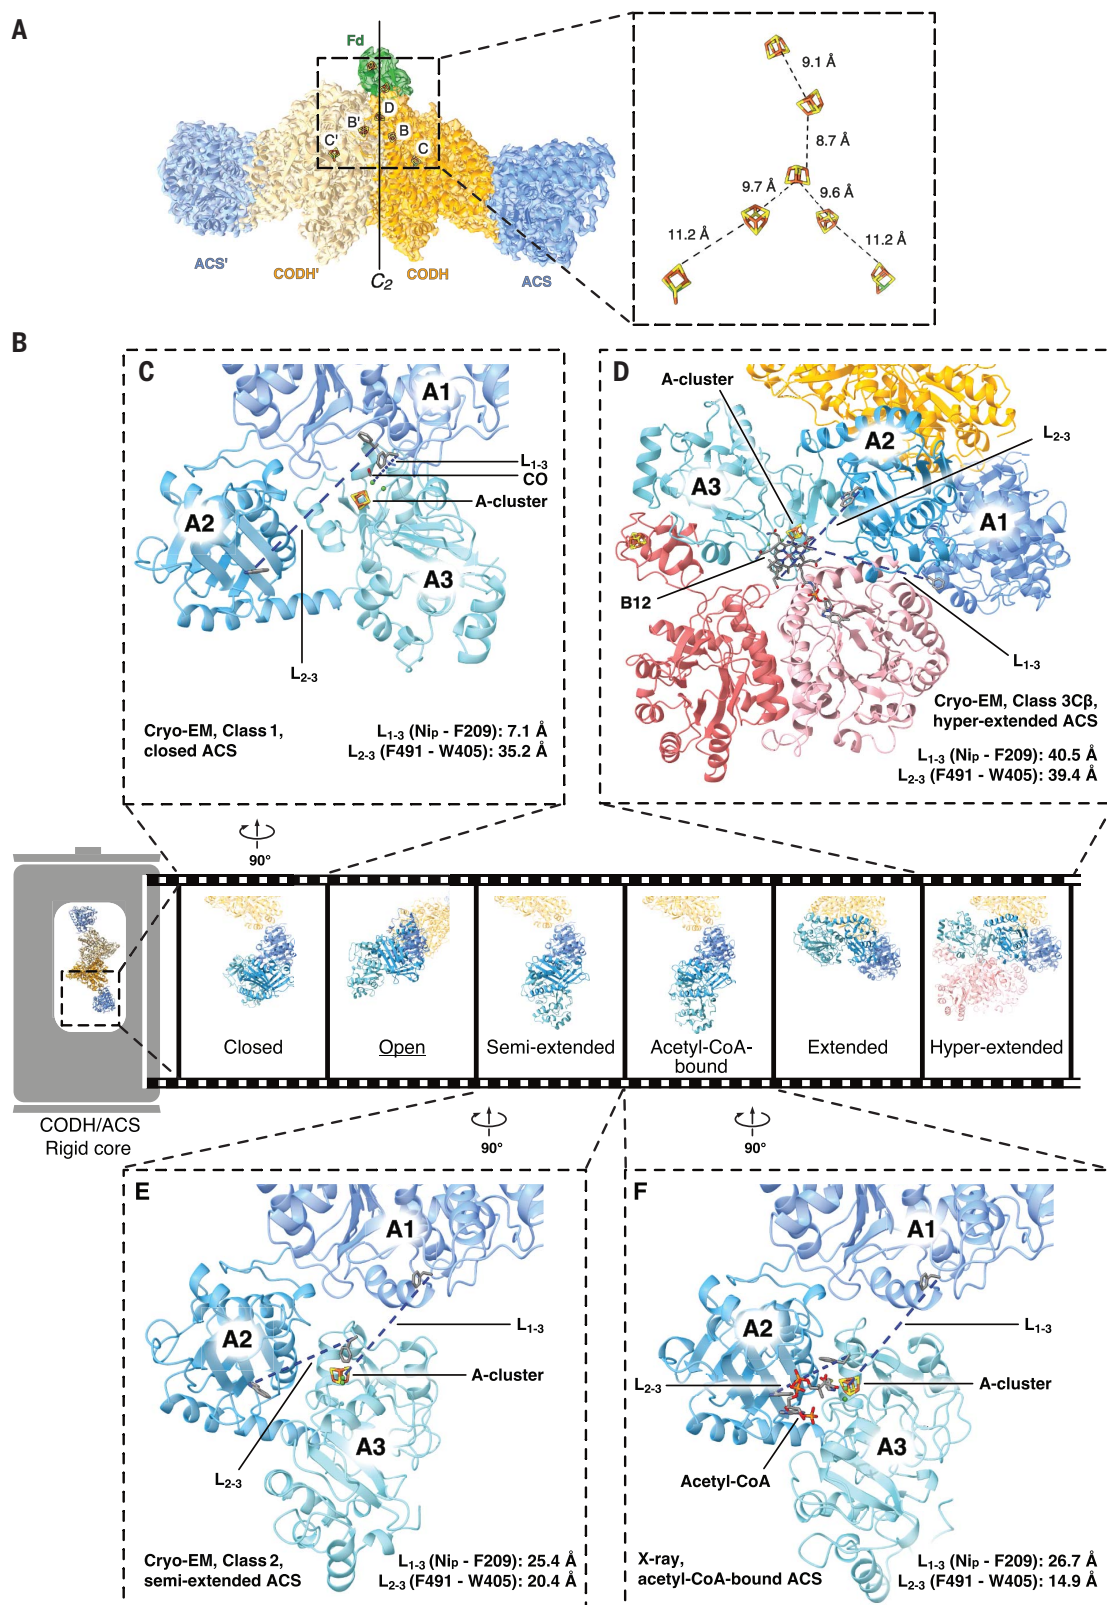 A
Fd
D
B'
B
C'
C
ACS'
CODH'
C2
CODH
ACS
9.1 Å
8.7 Å
9.7 Å
9.6 Å
11.2 Å
11.2 Å
B
C
A1
L1-3
CO
A-cluster
A2
A3
L2-3
Cryo-EM, Class 1,
closed ACS
L1-3 (Nip - F209): 7.1 Å
L2-3 (F491 - W405): 35.2 Å
D
A-cluster
A2
L2-3
A3
A1
B12
L1-3
Cryo-EM, Class 3Cβ,
hyper-extended ACS
L1-3 (Nip - F209): 40.5 Å
L2-3 (F491 - W405): 39.4 Å
90°
Closed
Open
Semi-extended
Acetyl-CoA-
bound
Extended
Hyper-extended
CODH/ACS
Rigid core
90°
90°
E
A1
A2
L1-3
A-cluster
A3
L2-3
Cryo-EM, Class 2,
semi-extended ACS
L1-3 (Nip - F209): 25.4 Å
L2-3 (F491 - W405): 20.4 Å
F
A1
A2
L1-3
L2-3
A-cluster
A3
Acetyl-CoA
X-ray,
acetyl-CoA-bound ACS
L1-3 (Nip - F209): 26.7 Å
L2-3 (F491 - W405): 14.9 Å